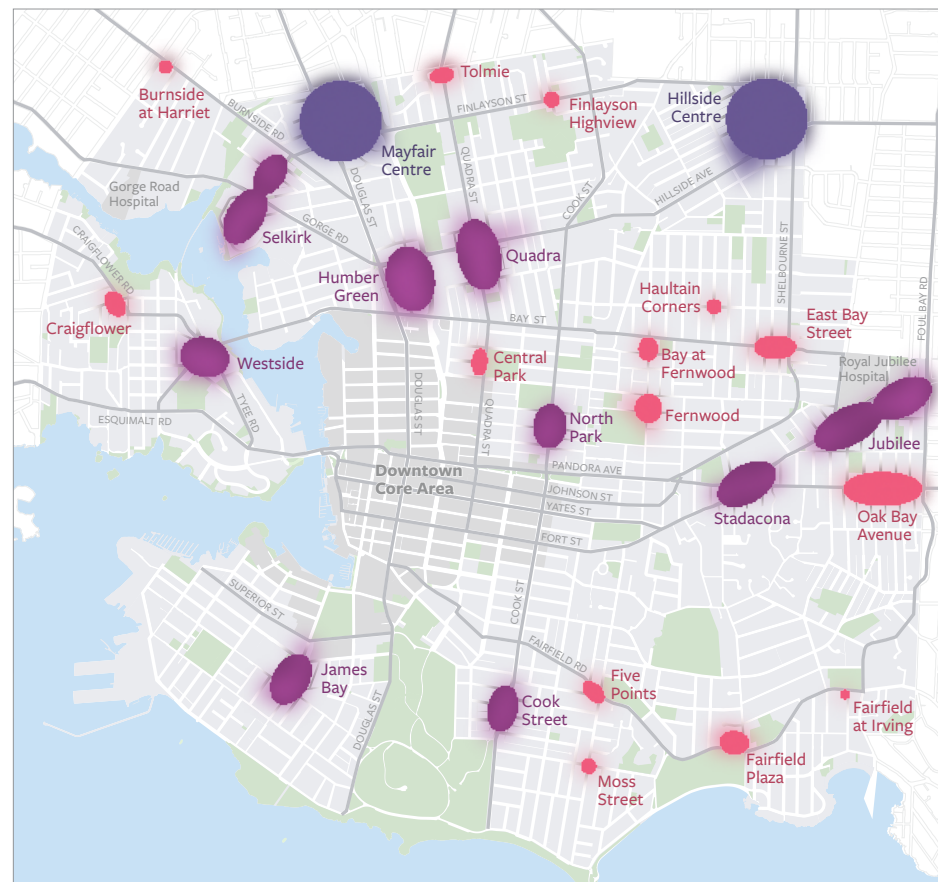 Tolmie
Burnside
at Harriet
BURNSIDE RD
FINLAYSON ST
Finlayson
Highview
Hillside
Centre
Mayfair
Centre
QUADRA ST
DOUGLAS ST
COOK ST
HILLSIDE AVE
Gorge Road
Hospital
Selkirk
GORGE RD
CRAIGFLOWER RD
Quadra
SHELBOURNE ST
FOUL BAY RD
Humber
Green
Haultain
Corners
East Bay
Street
Craigflower
BAY ST
Westside
Central
Park
Bay at
Fernwood
Royal Jubilee
Hospital
DOUGLAS ST
QUADRA ST
TYEE RD
ESQUIMALT RD
North
Park
Fernwood
Jubilee
Downtown
Core Area
PANDORA AVE
JOHNSON ST
YATES ST
FORT ST
Stadacona
Oak Bay
Avenue
SUPERIOR ST
COOK ST
FAIRFIELD RD
James
Bay
DOUGLAS ST
Cook
Street
Five
Points
Fairfield
at Irving
Fairfield
Plaza
Moss
Street